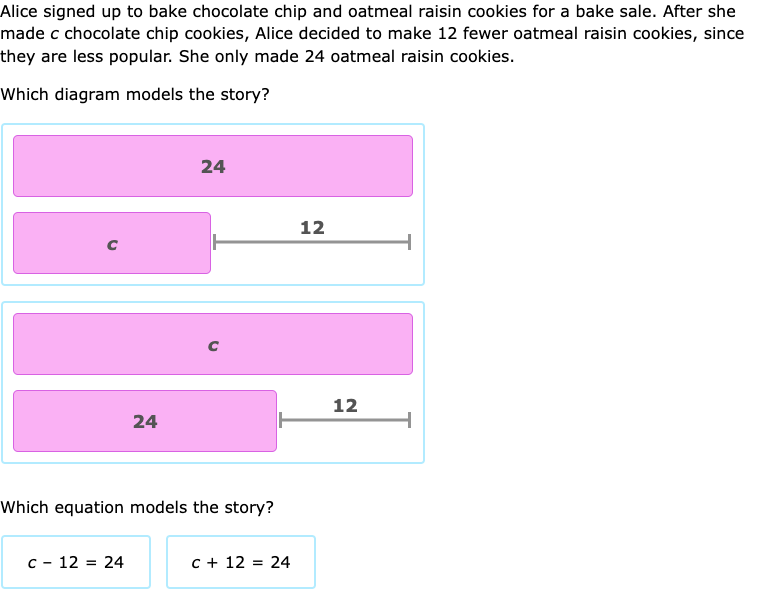 Alice signed up to bake chocolate chip and oatmeal raisin cookies for a bake sale. After she
made c chocolate chip cookies, Alice decided to make 12 fewer oatmeal raisin cookies, since
they are less popular. She only made 24 oatmeal raisin cookies.
Which diagram models the story?
24
c
12
c
24
12
Which equation models the story?
c – 12 = 24
c + 12 = 24